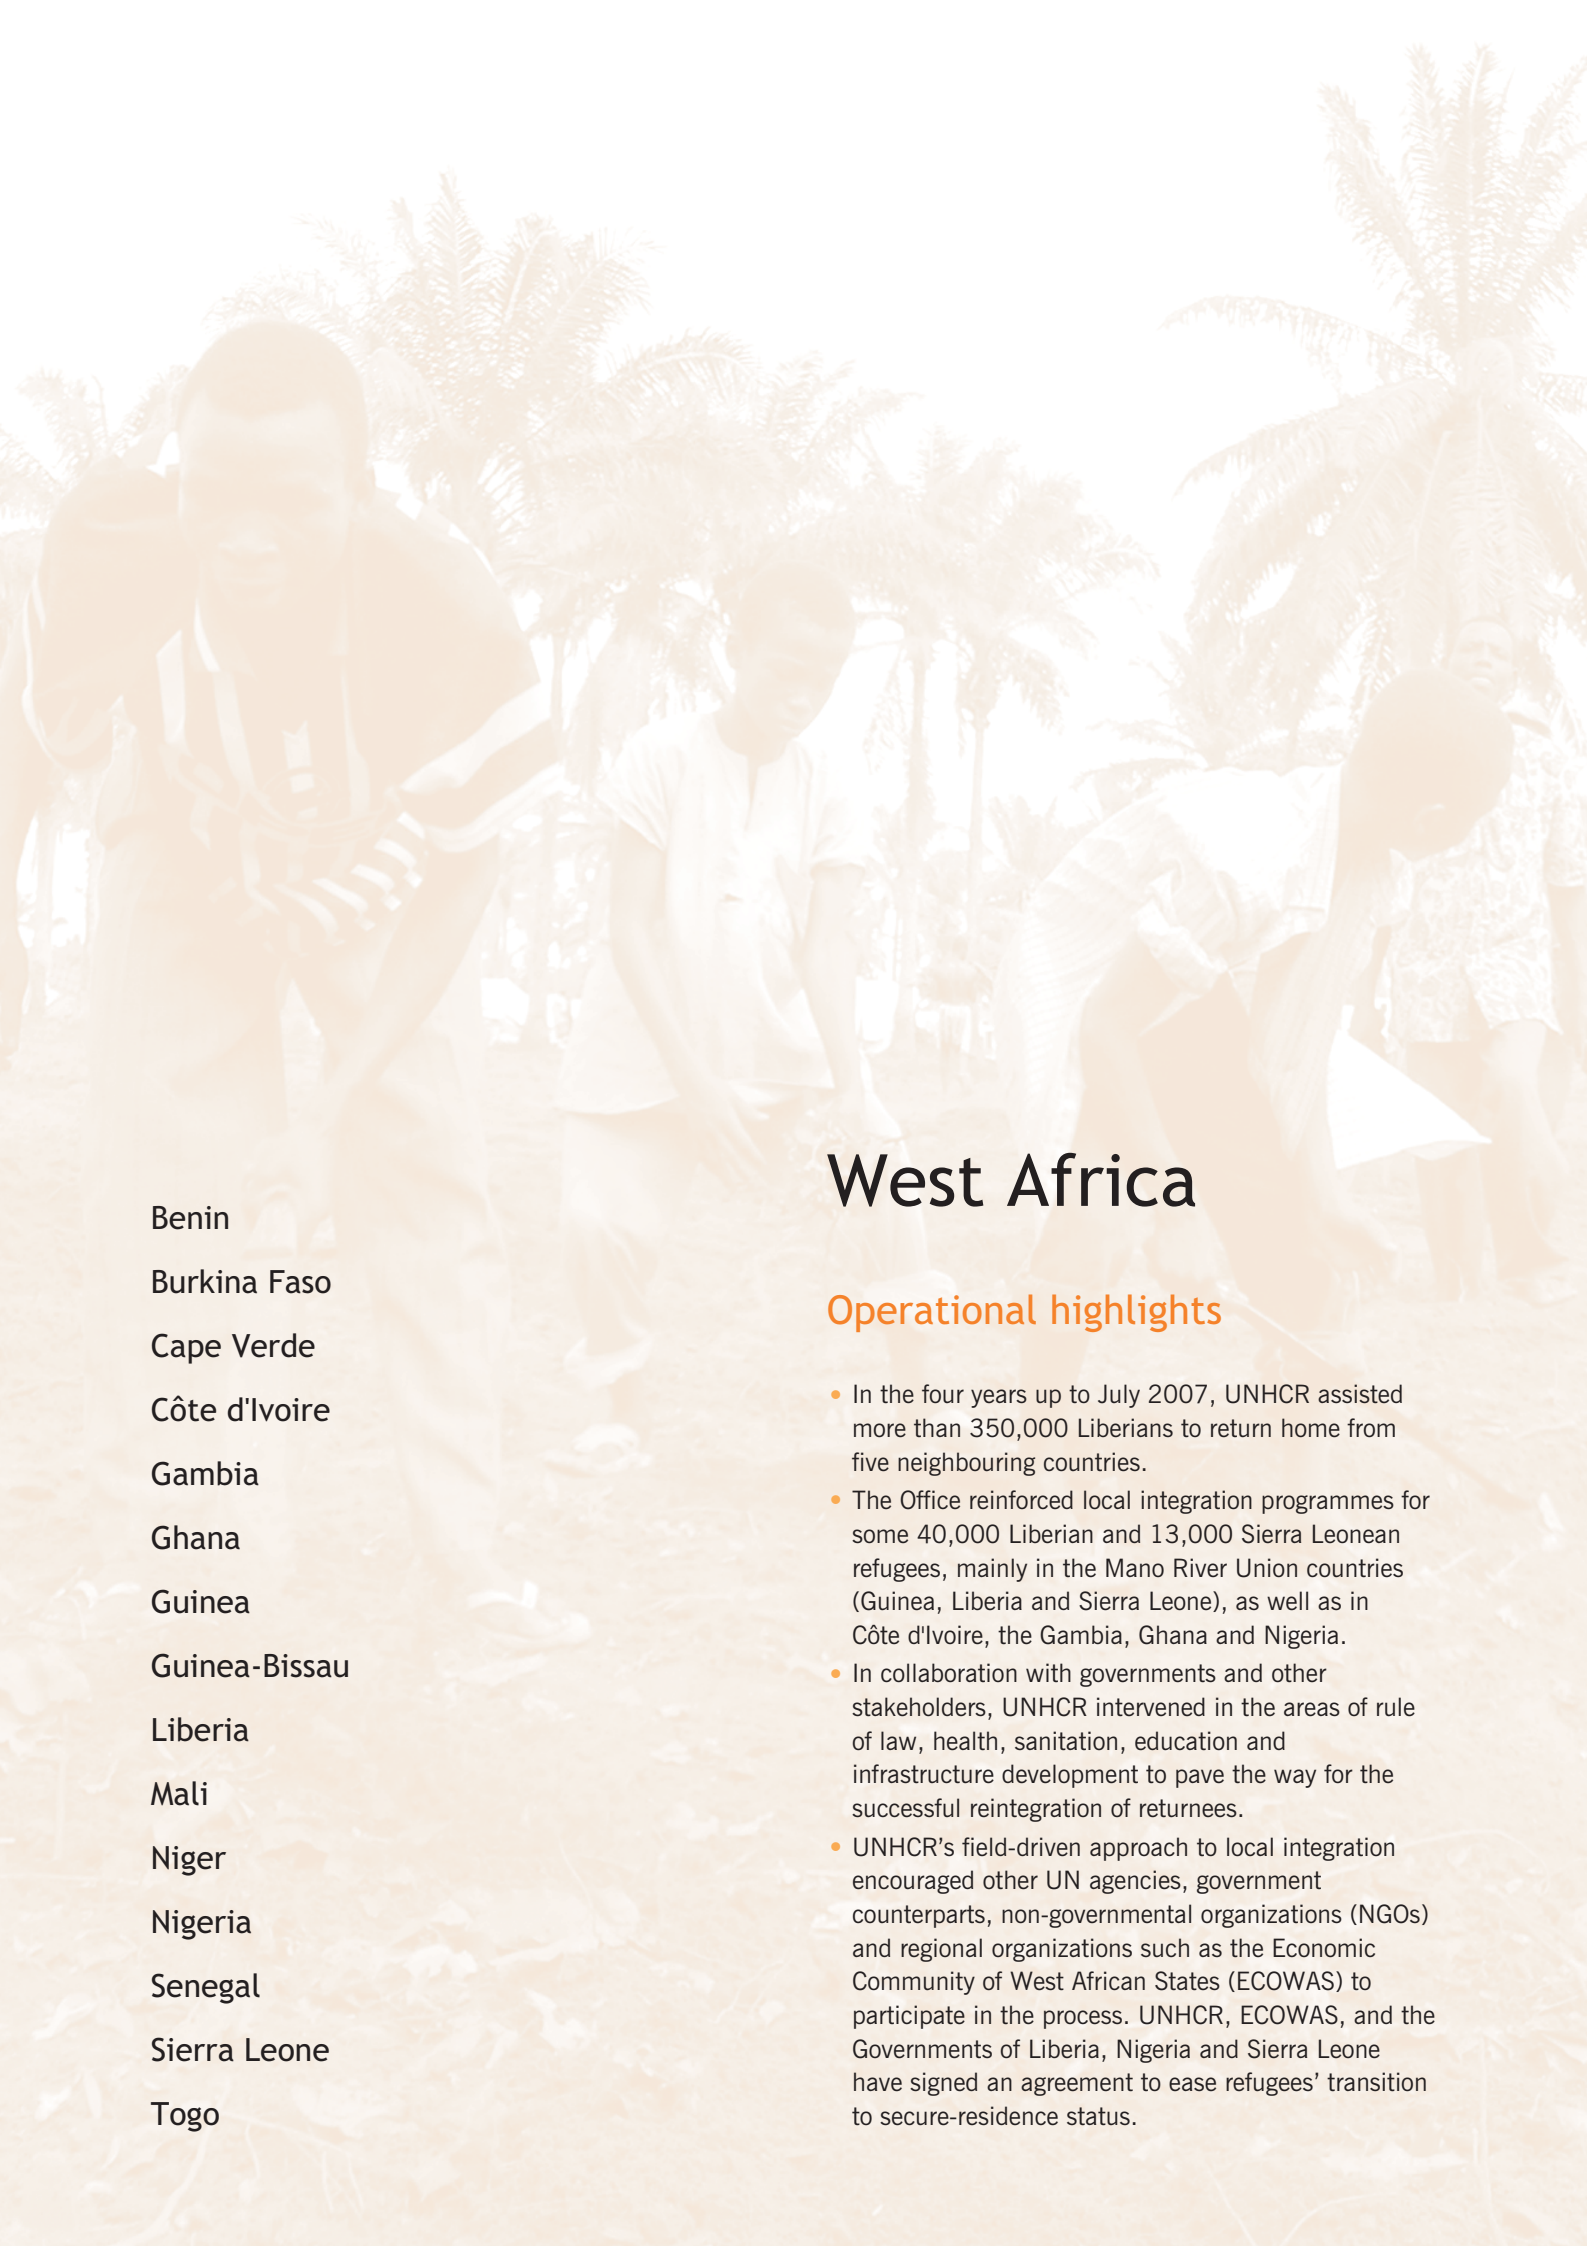 Benin
Burkina Faso
Cape Verde
Côte d'Ivoire
Gambia
Ghana
Guinea
Guinea-Bissau
Liberia
Mali
Niger
Nigeria
Senegal
Sierra Leone
Togo
West Africa
Operational highlights
• In the four years up to July 2007, UNHCR assisted
more than 350,000 Liberians to return home from
five neighbouring countries.
• The Office reinforced local integration programmes for
some 40,000 Liberian and 13,000 Sierra Leonean
refugees, mainly in the Mano River Union countries
(Guinea, Liberia and Sierra Leone), as well as in
Côte d'Ivoire, the Gambia, Ghana and Nigeria.
• In collaboration with governments and other
stakeholders, UNHCR intervened in the areas of rule
of law, health, sanitation, education and
infrastructure development to pave the way for the
successful reintegration of returnees.
• UNHCR’s field-driven approach to local integration
encouraged other UN agencies, government
counterparts, non-governmental organizations (NGOs)
and regional organizations such as the Economic
Community of West African States (ECOWAS) to
participate in the process. UNHCR, ECOWAS, and the
Governments of Liberia, Nigeria and Sierra Leone
have signed an agreement to ease refugees’ transition
to secure-residence status.